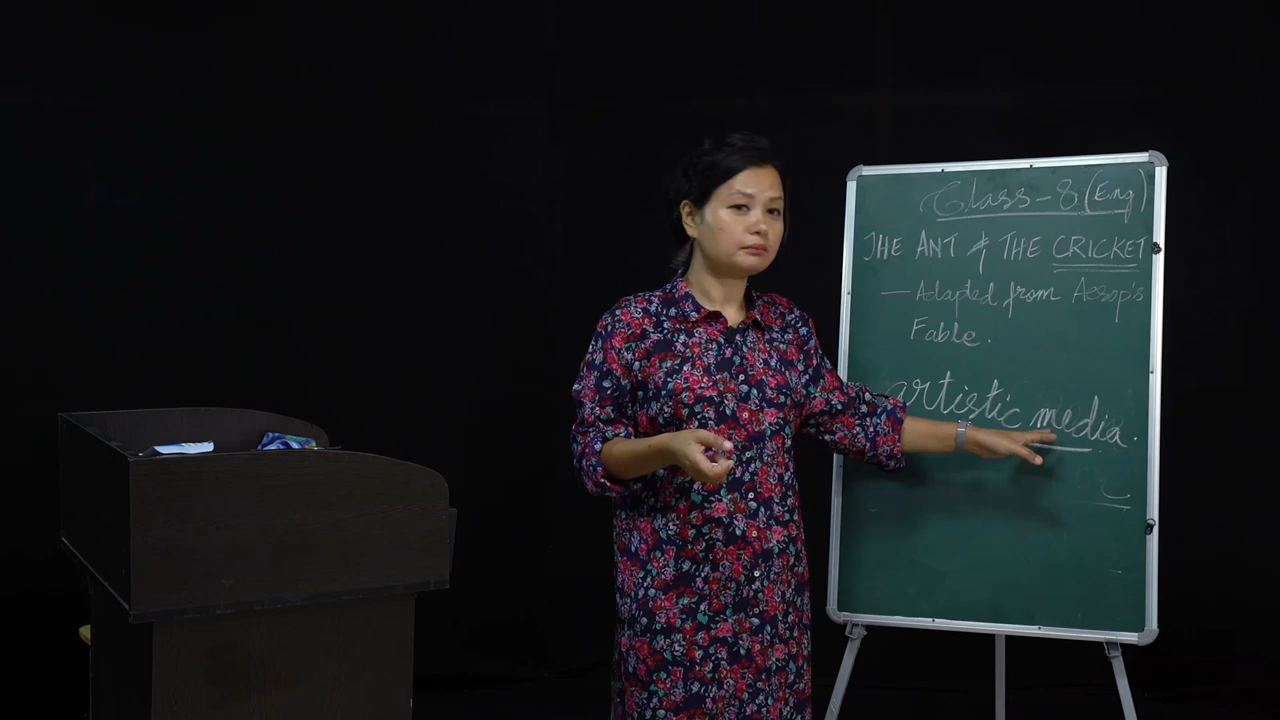 Class - 8 (Eng)
THE ANT & THE CRICKET
— Adapted from Aesop's
Fable.
artistic media.